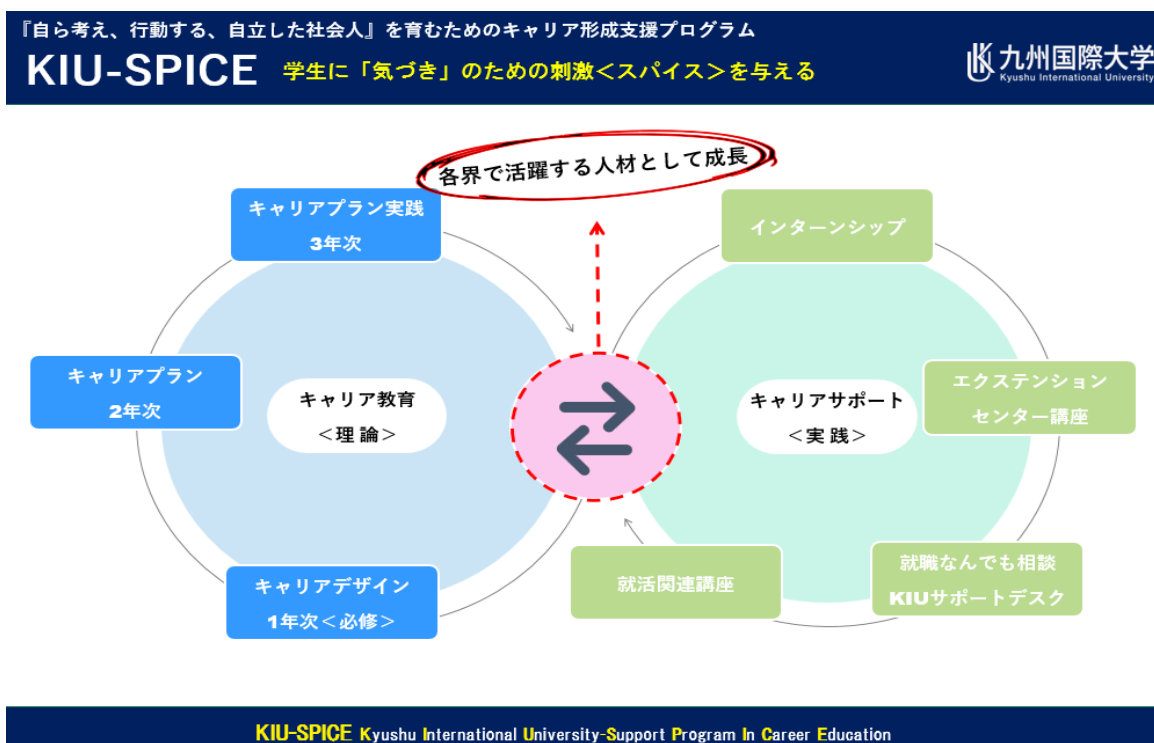 『自ら考え、行動する、自立した社会人』を育むためのキャリア形成支援プログラム
KIU-SPICE 学生に「気づき」のための刺激＜スパイス＞を与える
九州国際大学
Kyushu International University
各界で活躍する人材として成長
キャリアプラン実践
3年次
インターンシップ
キャリアプラン
2年次
キャリア教育
＜理 論＞
キャリアサポート
＜実 践＞
エクステンション
センター講座
キャリアデザイン
1年次＜必修＞
就活関連講座
就職なんでも相談
KIUサポートデスク
KIU-SPICE Kyushu International University-Support Program In Career Education